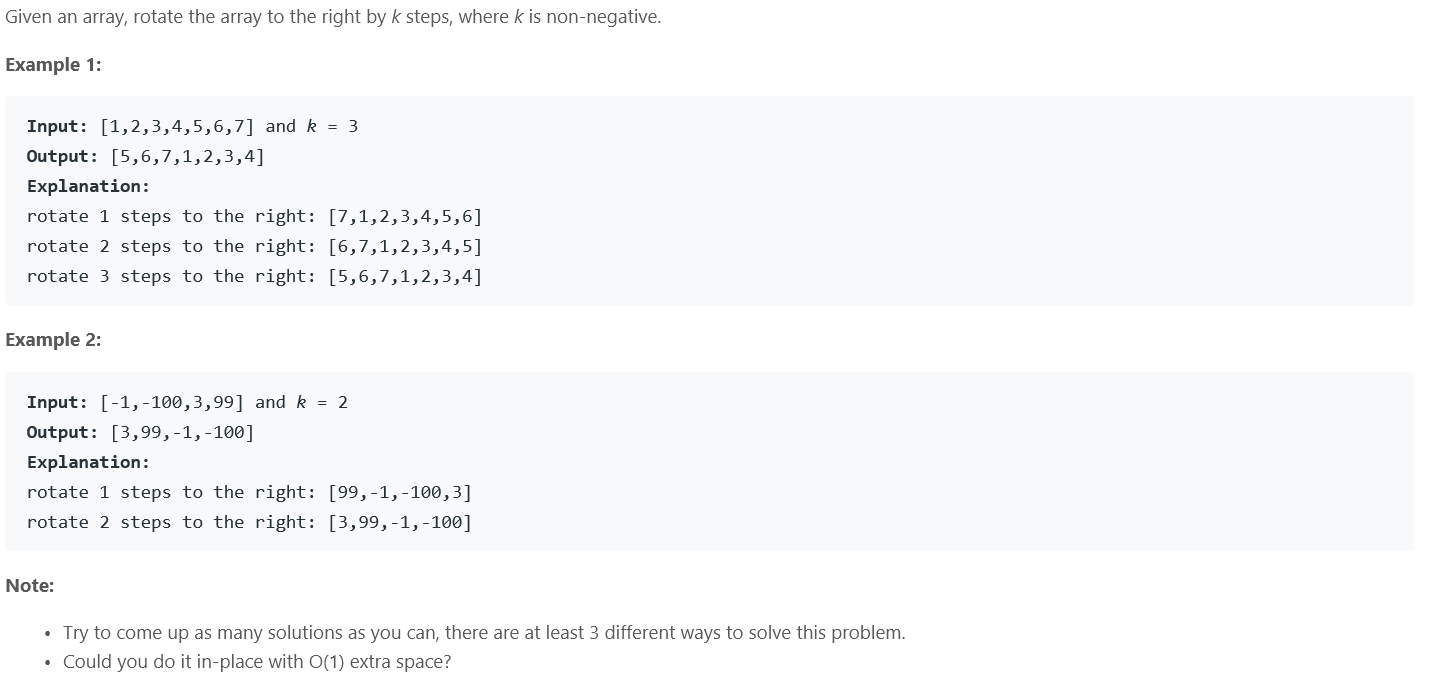 Given an array, rotate the array to the right by k steps, where k is non-negative.
Example 1:
Input: [1,2,3,4,5,6,7] and k = 3
Output: [5,6,7,1,2,3,4]
Explanation:
rotate 1 steps to the right: [7,1,2,3,4,5,6]
rotate 2 steps to the right: [6,7,1,2,3,4,5]
rotate 3 steps to the right: [5,6,7,1,2,3,4]
Example 2:
Input: [-1,-100,3,99] and k = 2
Output: [3,99,-1,-100]
Explanation:
rotate 1 steps to the right: [99,-1,-100,3]
rotate 2 steps to the right: [3,99,-1,-100]
Note:
• Try to come up as many solutions as you can, there are at least 3 different ways to solve this problem.
• Could you do it in-place with O(1) extra space?